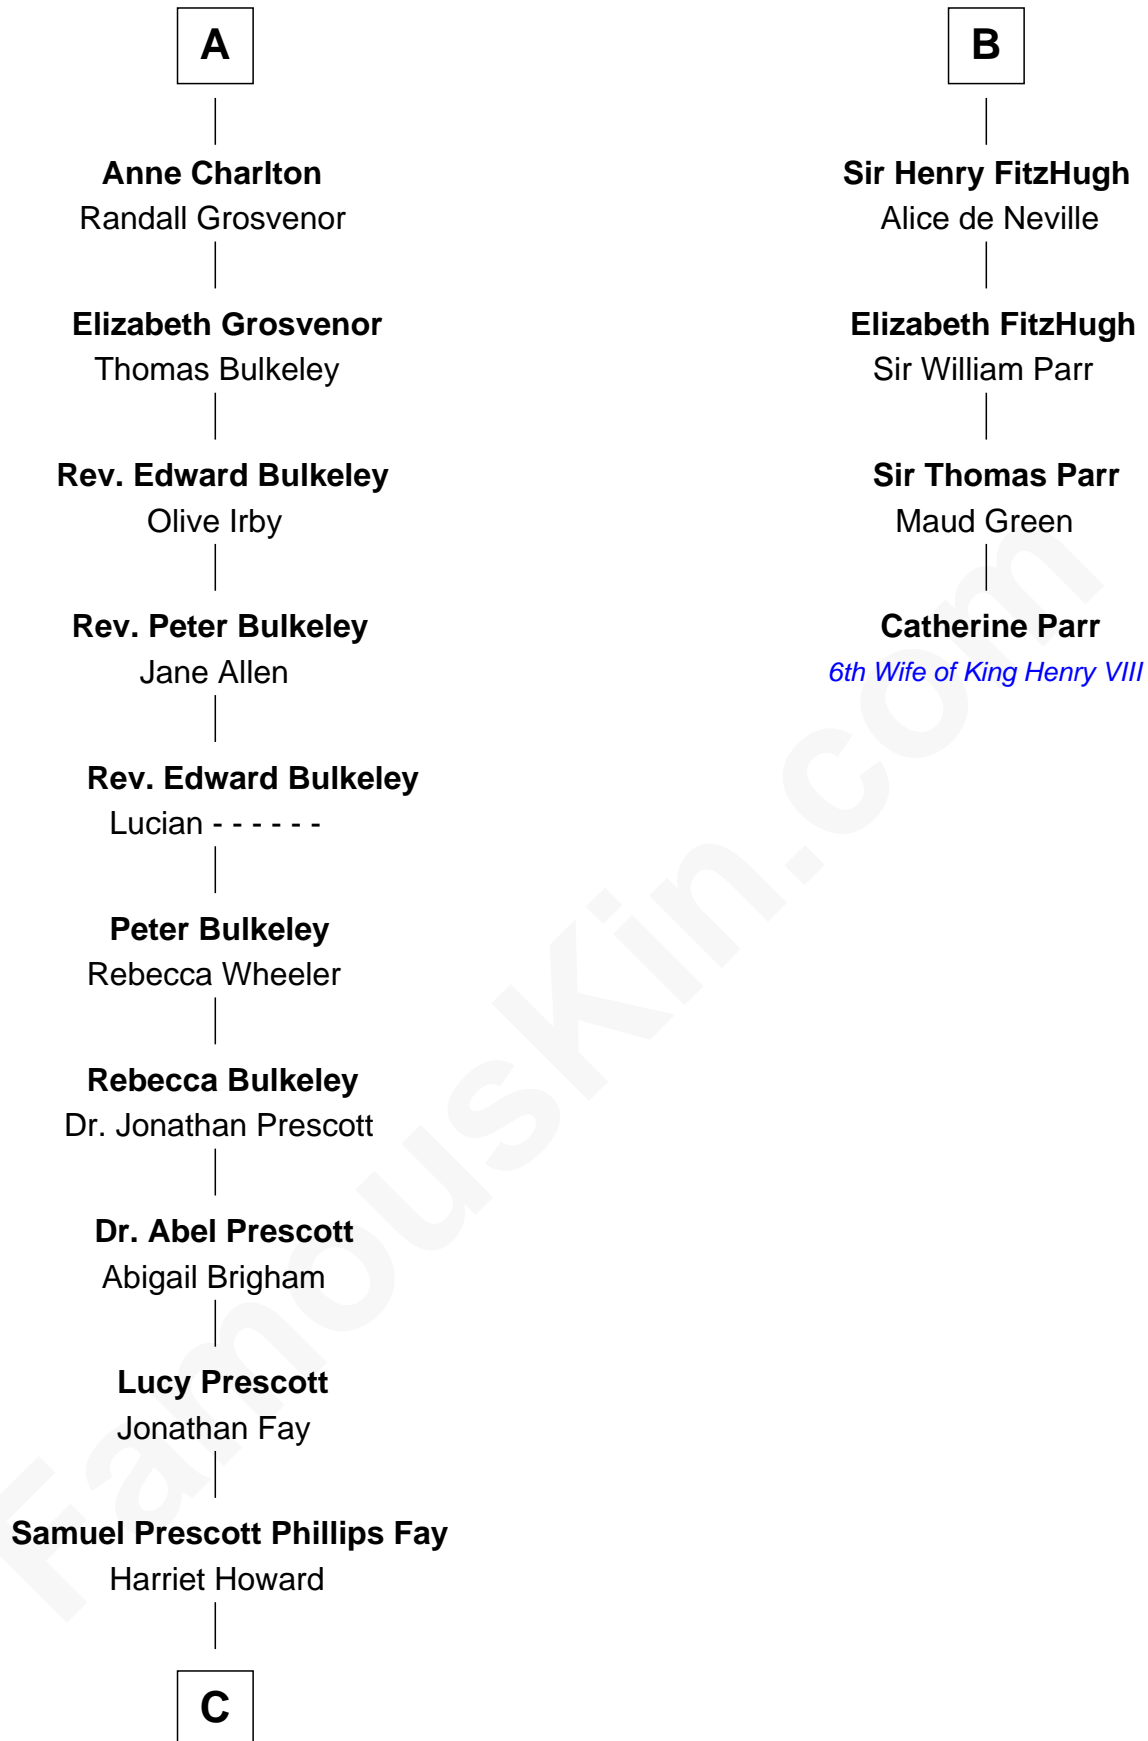 A
Anne Charlton
Randall Grosvenor
Elizabeth Grosvenor
Thomas Bulkeley
Rev. Edward Bulkeley
Olive Irby
Rev. Peter Bulkeley
Jane Allen
Rev. Edward Bulkeley
Lucian - - - - - -
Peter Bulkeley
Rebecca Wheeler
Rebecca Bulkeley
Dr. Jonathan Prescott
Dr. Abel Prescott
Abigail Brigham
Lucy Prescott
Jonathan Fay
Samuel Prescott Phillips Fay
Harriet Howard
C
B
Sir Henry FitzHugh
Alice de Neville
Elizabeth FitzHugh
Sir William Parr
Sir Thomas Parr
Maud Green
Catherine Parr
6th Wife of King Henry VIII
FamousKin.com